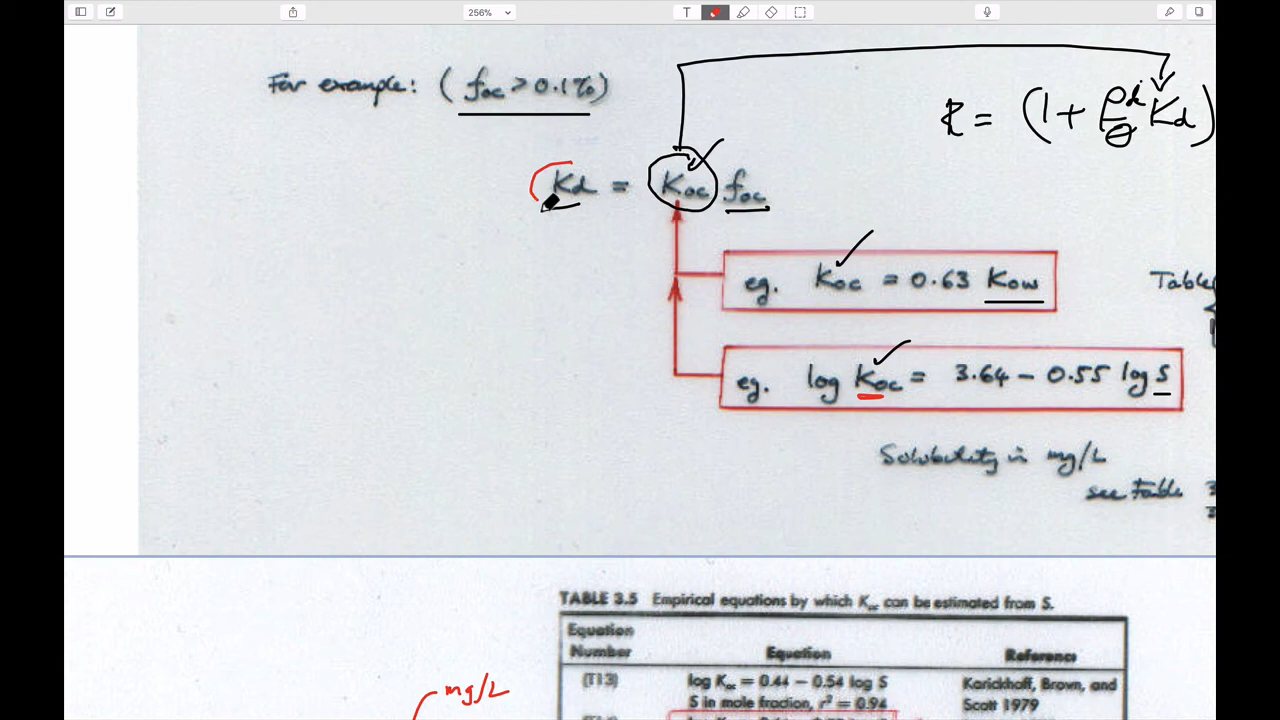 256%
T
For example: ( foc > 0.1% )
R = (1 + ρd/θ Kd)
Kd = Koc foc
eg. Koc = 0.63 Kow
Table
eg. log Koc = 3.64 - 0.55 log S
Solubility in mg/L
see Table 3
TABLE 3.5 Empirical equations by which Koc can be estimated from S.
Equation Number Equation Reference
(T13) log Koc = 0.44 − 0.54 log S Karickhoff, Brown, and
S in mole fraction, r² = 0.94 Scott 1979
mg/L